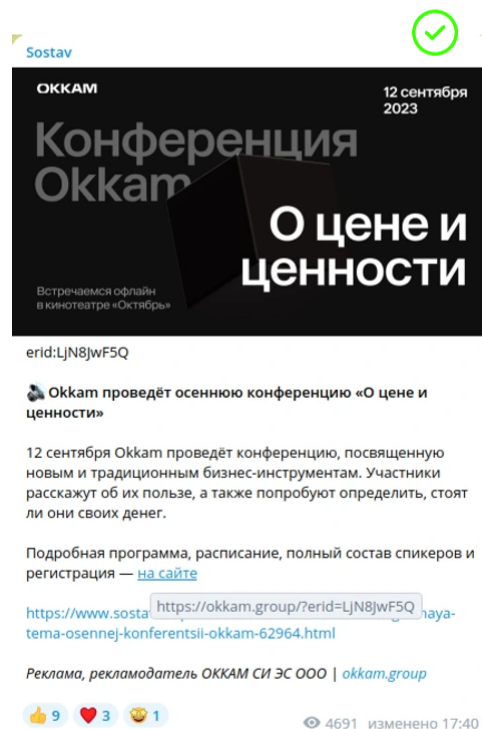 Sostav
OKKAM
12 сентября
2023
Конференция
Okkam
О цене и
ценности
Встречаемся офлайн
в кинотеатре «Октябрь»
erid:LjN8JwF5Q
Okkam проведёт осеннюю конференцию «О цене и
ценности»
12 сентября Okkam проведёт конференцию, посвященную
новым и традиционным бизнес-инструментам. Участники
расскажут об их пользе, а также попробуют определить, стоят
ли они своих денег.
Подробная программа, расписание, полный состав спикеров и
регистрация — на сайте
https://okkam.group/?erid=LjN8JwF5Q
https://www.sosta
tema-osennej-konferentsii-okkam-62964.html
Реклама, рекламодатель ОККАМ СИ ЭС ООО | okkam.group
9 3 1
4691 изменено 17:40